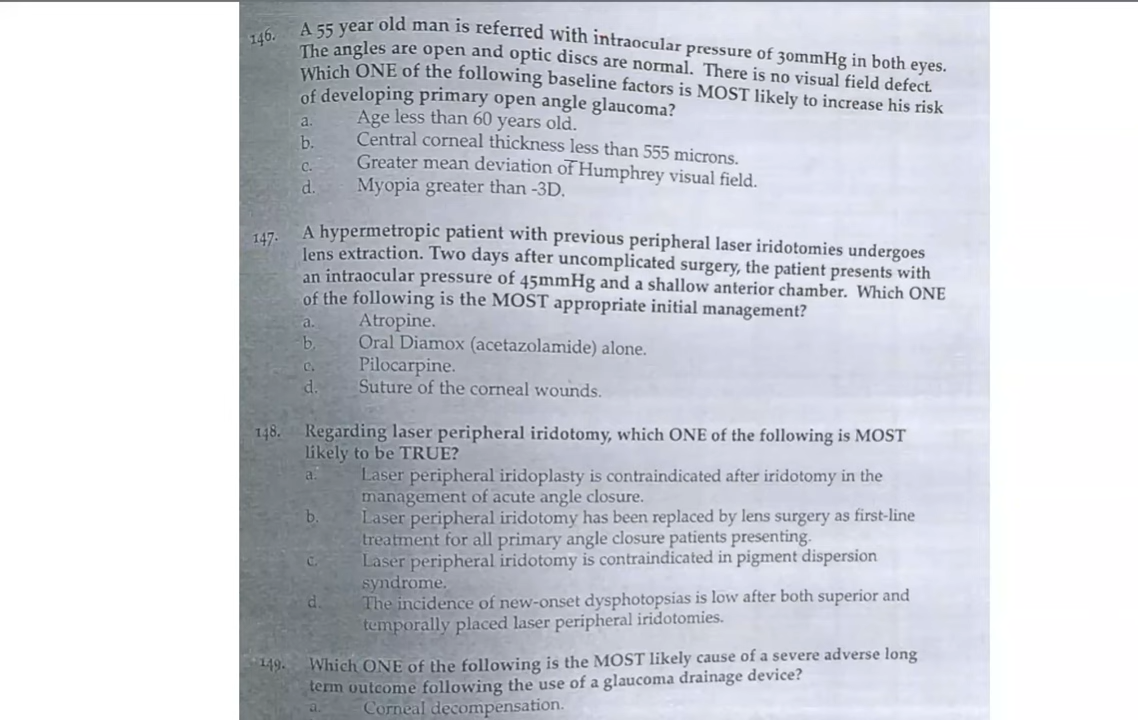 146. A 55 year old man is referred with intraocular pressure of 30mmHg in both eyes.
The angles are open and optic discs are normal. There is no visual field defect.
Which ONE of the following baseline factors is MOST likely to increase his risk
of developing primary open angle glaucoma?
a. Age less than 60 years old.
b. Central corneal thickness less than 555 microns.
c. Greater mean deviation of Humphrey visual field.
d. Myopia greater than -3D.
147. A hypermetropic patient with previous peripheral laser iridotomies undergoes
lens extraction. Two days after uncomplicated surgery, the patient presents with
an intraocular pressure of 45mmHg and a shallow anterior chamber. Which ONE
of the following is the MOST appropriate initial management?
a. Atropine.
b. Oral Diamox (acetazolamide) alone.
c. Pilocarpine.
d. Suture of the corneal wounds.
148. Regarding laser peripheral iridotomy, which ONE of the following is MOST
likely to be TRUE?
a. Laser peripheral iridoplasty is contraindicated after iridotomy in the
management of acute angle closure.
b. Laser peripheral iridotomy has been replaced by lens surgery as first-line
treatment for all primary angle closure patients presenting.
c. Laser peripheral iridotomy is contraindicated in pigment dispersion
syndrome.
d. The incidence of new-onset dysphotopsias is low after both superior and
temporally placed laser peripheral iridotomies.
149. Which ONE of the following is the MOST likely cause of a severe adverse long
term outcome following the use of a glaucoma drainage device?
a. Corneal decompensation.